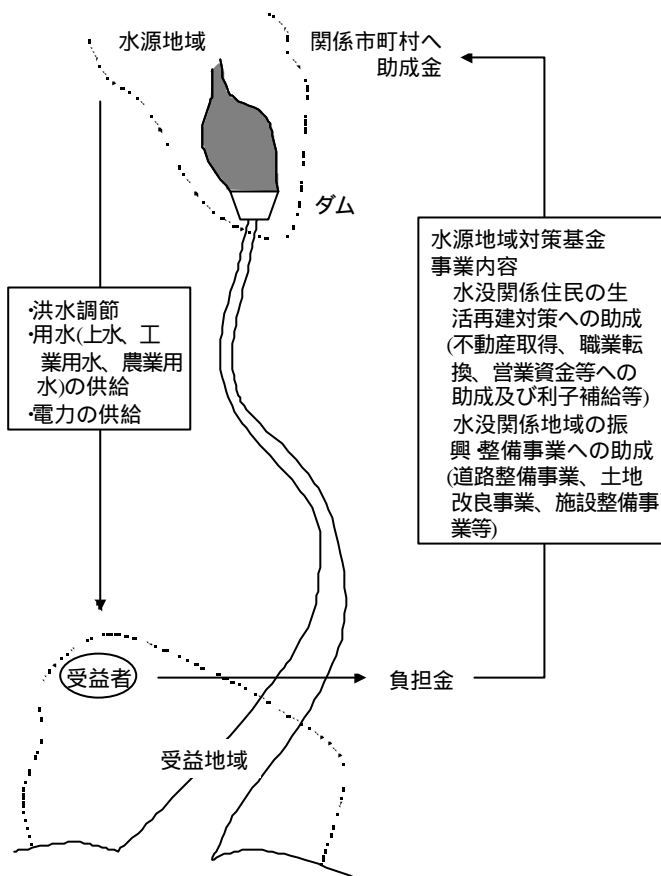 水源地域
関係市町村へ
助成金
ダム
・洪水調節
・用水(上水、工
業用水、農業用
水)の供給
・電力の供給
水源地域対策基金
事業内容
水没関係住民の生
活再建対策への助成
(不動産取得、職業転
換、営業資金等への
助成及び利子補給等)
水没関係地域の振
興・整備事業への助成
(道路整備事業、土地
改良事業、施設整備事
業等)
受益者
負担金
受益地域